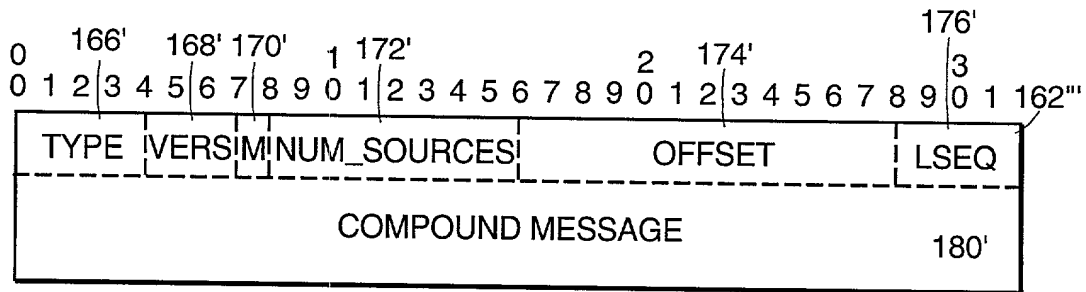 166' 168' 170' 172' 174' 176'
0 1 2 3
0 1 2 3 4 5 6 7 8 9 0 1 2 3 4 5 6 7 8 9 0 1 2 3 4 5 6 7 8 9 0 1 162'''
TYPE VERS M NUM_SOURCES OFFSET LSEQ
COMPOUND MESSAGE
180'